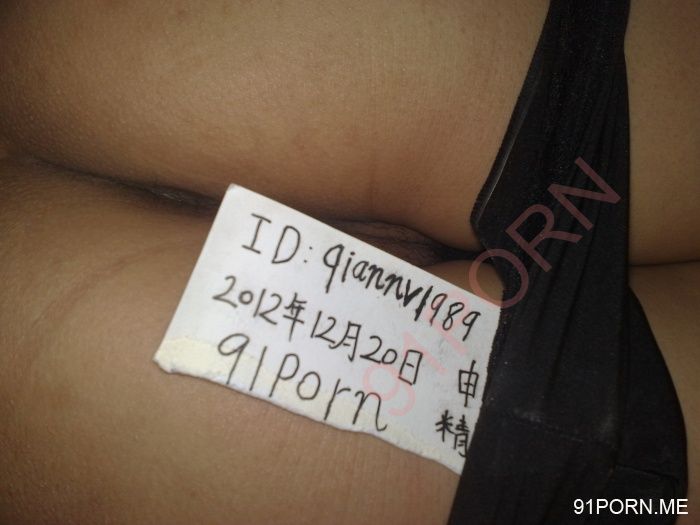 ID: qiannv1989
2012年12月20日 申
91Porn 精
91PORN
91PORN.ME